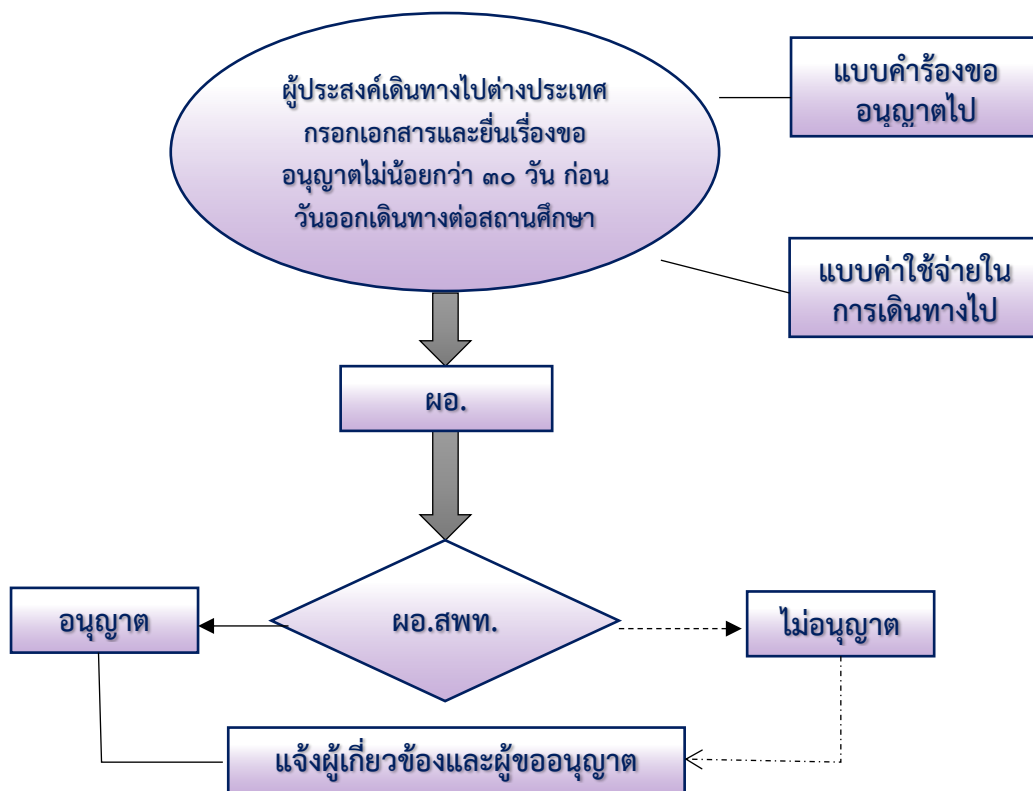 ผู้ประสงค์เดินทางไปต่างประเทศ
กรอกเอกสารและยื่นเรื่องขอ
อนุญาตไม่น้อยกว่า ๓๐ วัน ก่อน
วันออกเดินทางต่อสถานศึกษา
แบบคำร้องขอ
อนุญาตไป
แบบค่าใช้จ่ายใน
การเดินทางไป
ผอ.
ผอ.สพท.
อนุญาต
ไม่อนุญาต
แจ้งผู้เกี่ยวข้องและผู้ขออนุญาต